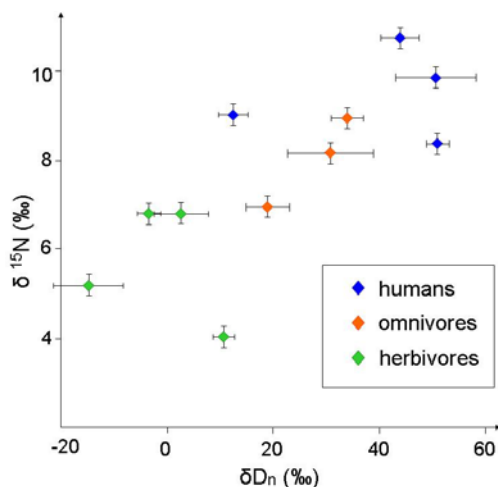 10
8
6
4
δ ¹⁵N (‰)
humans
omnivores
herbivores
-20
0
20
40
60
δDn (‰)